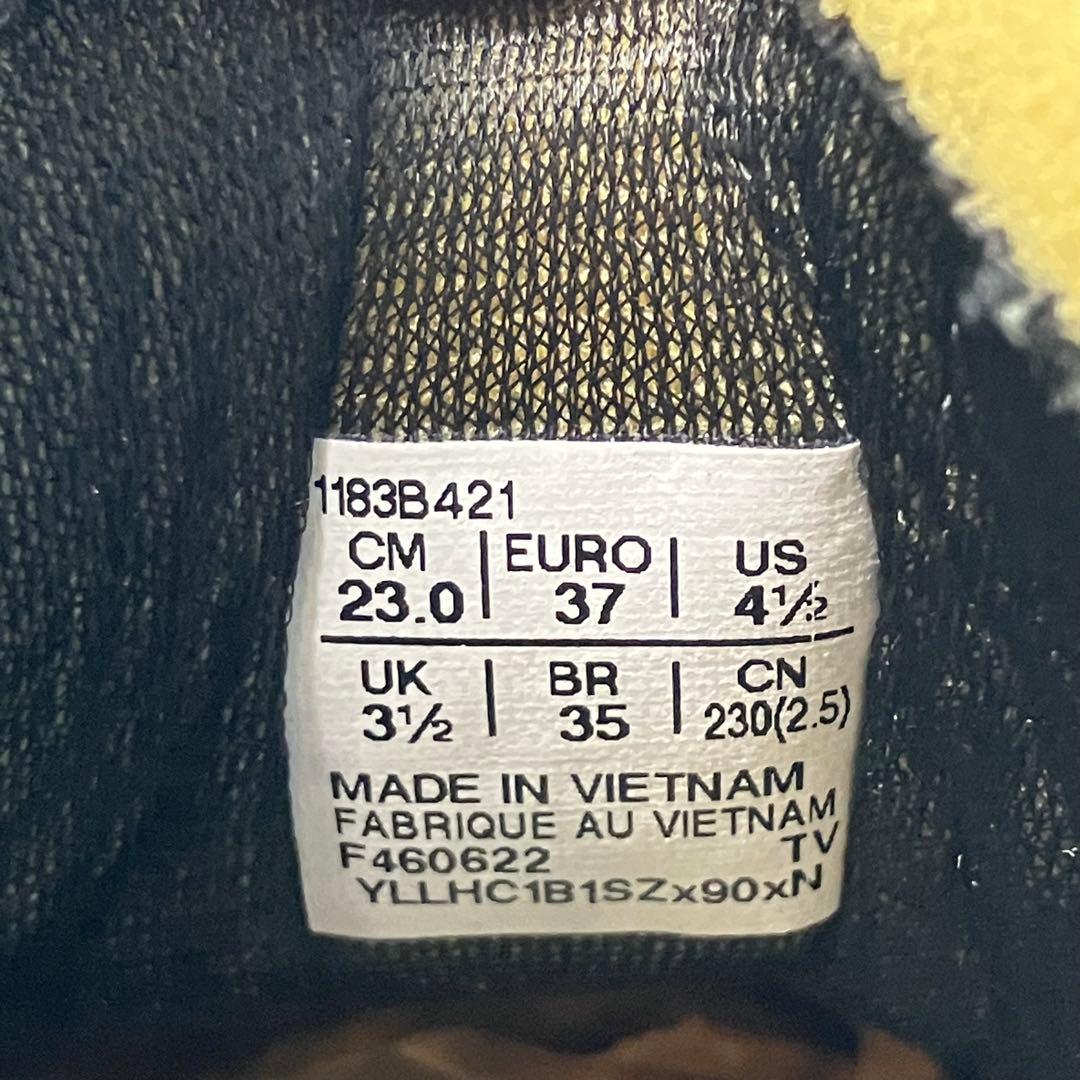 1183B421
CM EURO US
23.0 37 4½
UK BR CN
3½ 35 230(2.5)
MADE IN VIETNAM
FABRIQUE AU VIETNAM
F460622 TV
YLLHC1B1SZx90xN